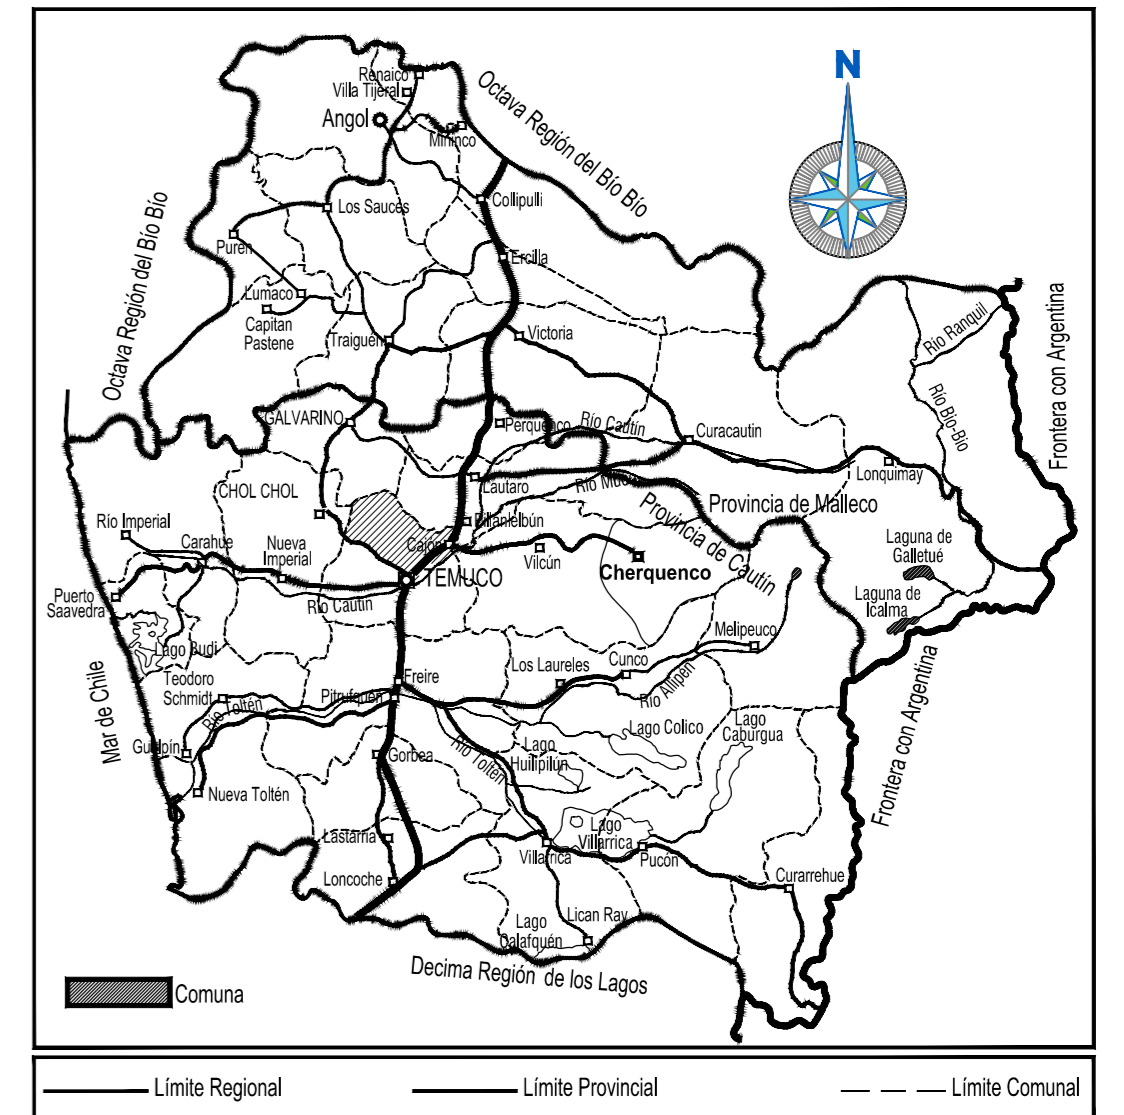 N
Renaico
Villa Tijeral
Octava Región del Bío Bío
Angol
Mininco
Collipulli
Los Sauces
Octava Región del Bío Bío
Puren
Ercilla
Lumaco
Capitan
Pastene
Frontera con Argentina
Río Ranquil
Victoria
Traiguen
Río Bío-Bío
GALVARINO
Perquenco
Río Cautín
Curacautin
Lonquimay
Lautaro
CHOL CHOL
Provincia de Malleco
Provincia de Cautín
Río Imperial
Pillanlelbún
Carahue
Nueva
Imperial
Cajón
Vilcún
Cherquenco
Laguna de
Galletué
TEMUCO
Puerto
Saavedra
Río Cautín
Laguna de
Icalma
Melipeuco
Lago Budi
Los Laureles
Cunco
Mar de Chile
Teodoro
Schmidt
Freire
Pitrufquen
Río Allipén
Frontera con Argentina
Río Toltén
Lago Colico
Lago
Caburgua
Río Toltén
Lago
Huilipilún
Gorbea
Nueva Toltén
Lastarria
Lago
Villarrica
Villarrica
Pucón
Loncoche
Curarrehue
Lican Ray
Lago
Calafquén
Decima Región de los Lagos
Comuna
Límite Regional
Límite Provincial
Límite Comunal